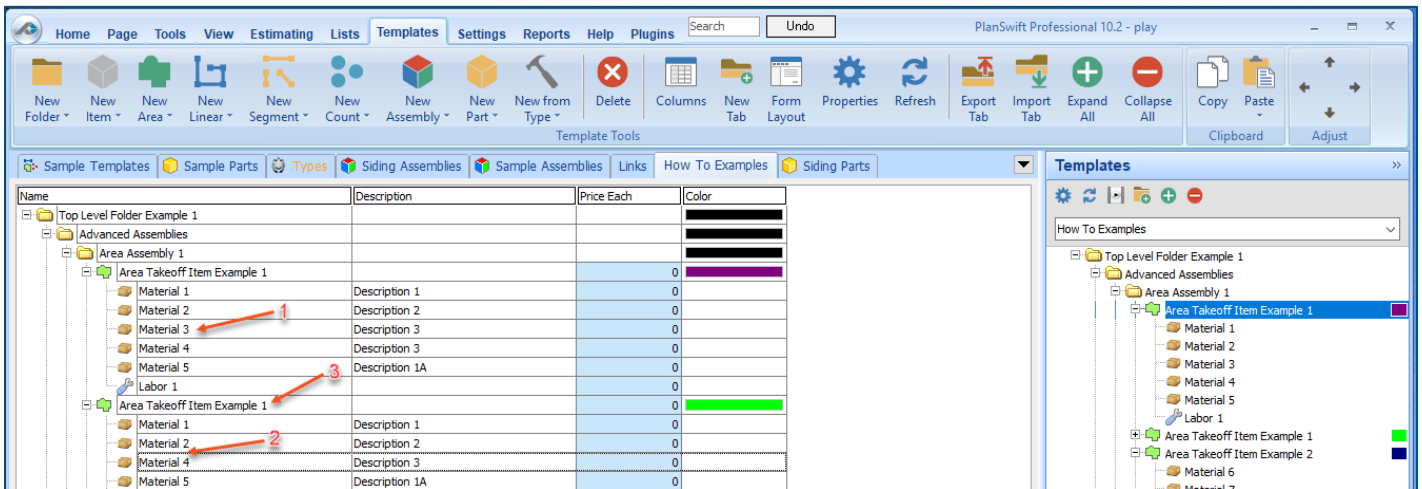 Home Page Tools View Estimating Lists Templates Settings Reports Help Plugins Search Undo PlanSwift Professional 10.2 - play
New Folder New Item New Area New Linear New Segment New Count New Assembly New Part New from Type Delete Columns New Tab Form Layout Properties Refresh Export Tab Import Tab Expand All Collapse All Copy Paste
Template Tools Clipboard Adjust
Sample Templates Sample Parts Types Siding Assemblies Sample Assemblies Links How To Examples Siding Parts
Name Description Price Each Color
Top Level Folder Example 1
Advanced Assemblies
Area Assembly 1
Area Takeoff Item Example 1 0
Material 1 Description 1 0
Material 2 Description 2 0
1
Material 3 Description 3 0
Material 4 Description 3 0
Material 5 Description 1A 0
3
Labor 1 0
Area Takeoff Item Example 1 0
Material 1 Description 1 0
Material 2 Description 2 0
2
Material 4 Description 3 0
Material 5 Description 1A 0
Templates
How To Examples
Top Level Folder Example 1
Advanced Assemblies
Area Assembly 1
Area Takeoff Item Example 1
Material 1
Material 2
Material 3
Material 4
Material 5
Labor 1
Area Takeoff Item Example 1
Area Takeoff Item Example 2
Material 6
Material 7